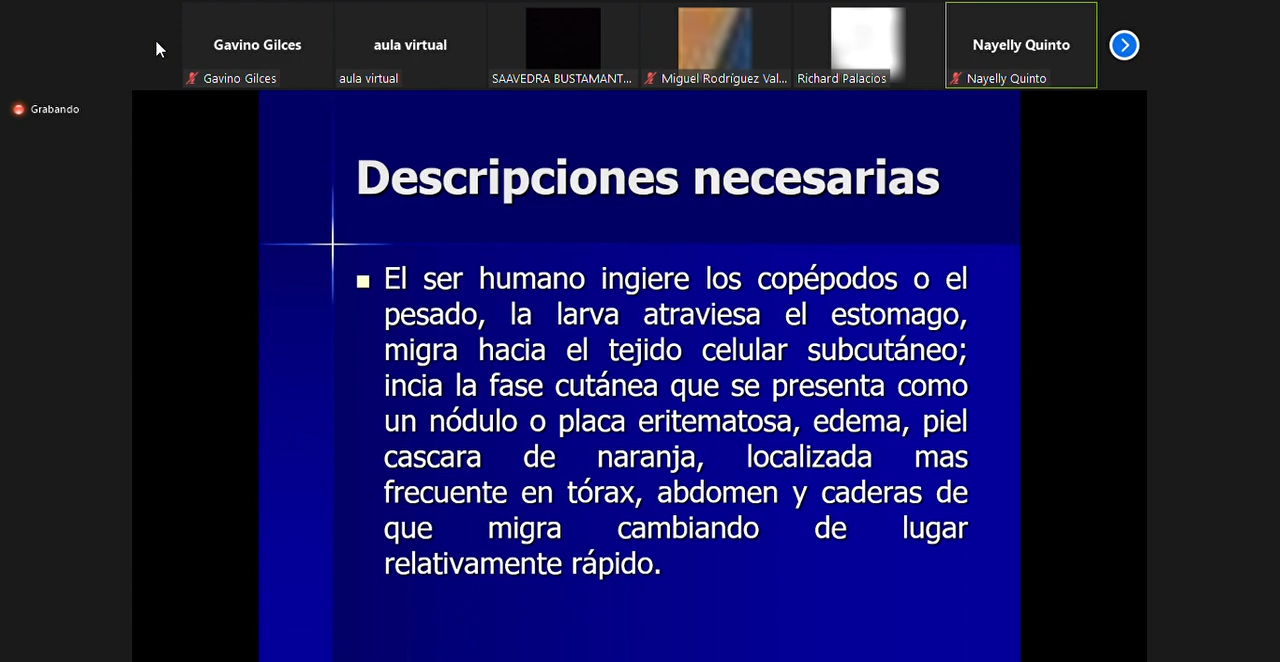 Gavino Gilces
aula virtual
Nayelly Quinto
Gavino Gilces
aula virtual
SAAVEDRA BUSTAMANT...
Miguel Rodríguez Val...
Richard Palacios
Nayelly Quinto
Grabando
Descripciones necesarias
El ser humano ingiere los copépodos o el
pesado, la larva atraviesa el estomago,
migra hacia el tejido celular subcutáneo;
incia la fase cutánea que se presenta como
un nódulo o placa eritematosa, edema, piel
cascara de naranja, localizada mas
frecuente en tórax, abdomen y caderas de
que migra cambiando de lugar
relativamente rápido.